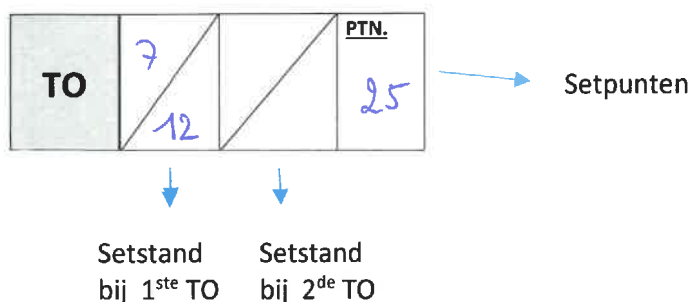 PTN.
TO 7 12 25 Setpunten
Setstand Setstand
bij 1ste TO bij 2de TO